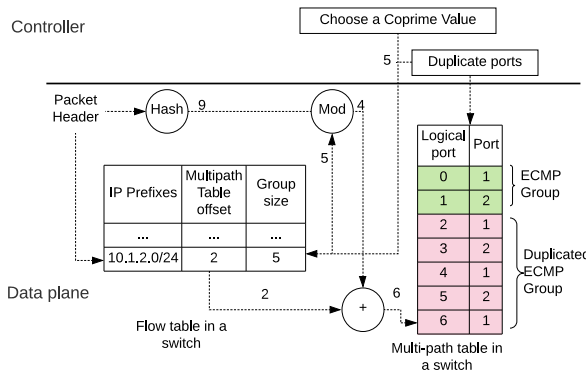 Choose a Coprime Value
Controller
5
Duplicate ports
Packet
Header
Hash
9
Mod
4
5
Logical
port
Port
0 1
1 2
2 1
3 2
4 1
5 2
6 1
ECMP
Group
Duplicated
ECMP
Group
IP Prefixes
Multipath
Table
offset
Group
size
... ... ...
10.1.2.0/24 2 5
Data plane
2
+
6
Flow table in a
switch
Multi-path table in
a switch